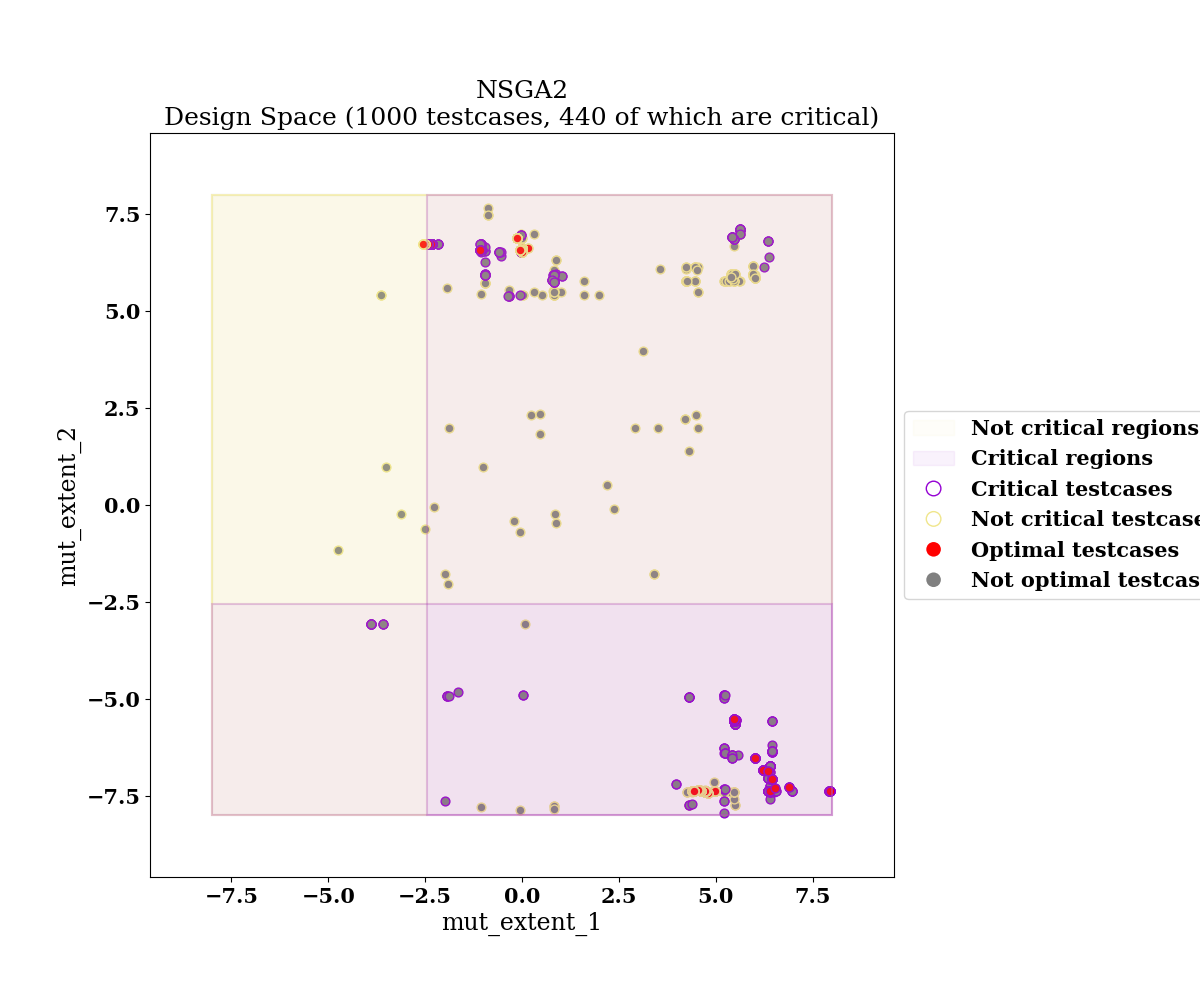 NSGA2
Design Space (1000 testcases, 440 of which are critical)
7.5
5.0
2.5
0.0
−2.5
−5.0
−7.5
mut_extent_2
−7.5 −5.0 −2.5 0.0 2.5 5.0 7.5
mut_extent_1
Not critical regions
Critical regions
Critical testcases
Not critical testcase
Optimal testcases
Not optimal testcas